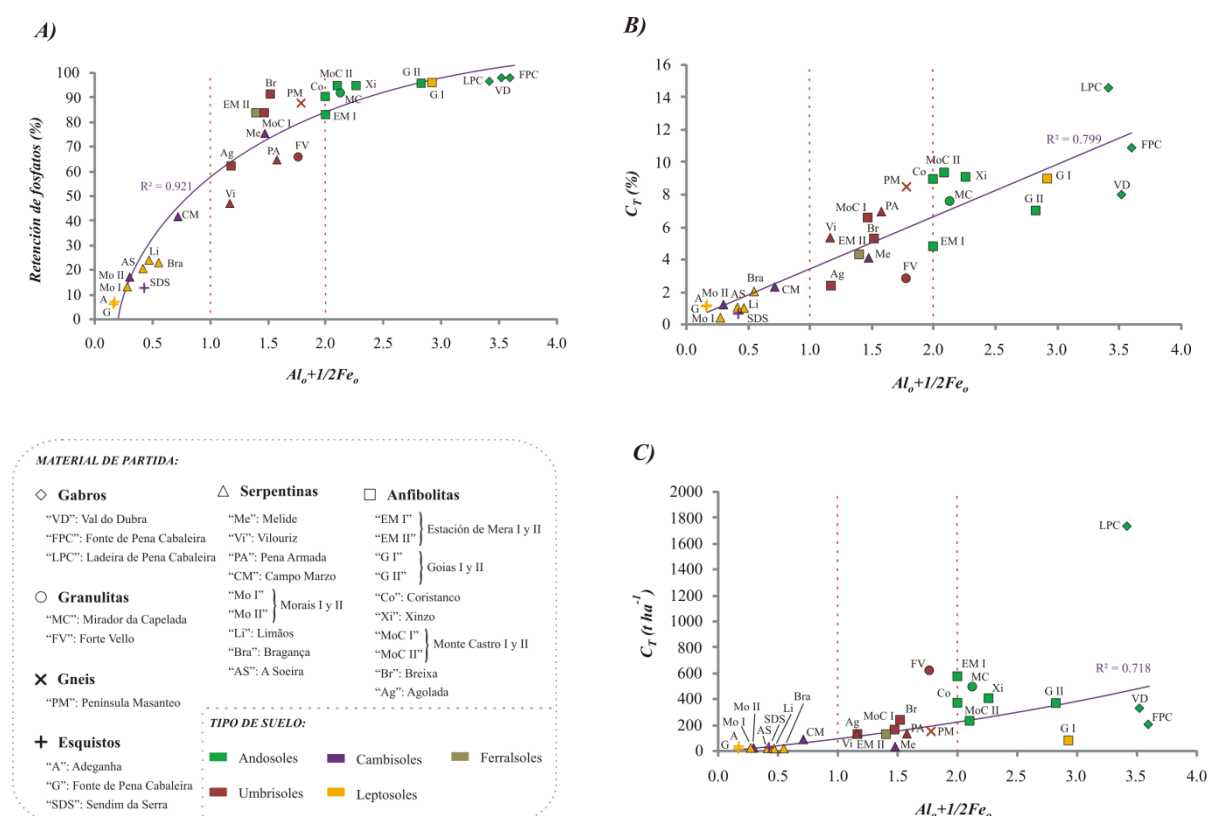 A)
Retención de fosfatos (%)
100
90
80
70
60
50
40
30
20
10
0
0.0 0.5 1.0 1.5 2.0 2.5 3.0 3.5 4.0
Al_o+1/2Fe_o
R² = 0.921
Br
PM
MoC II
Co
Xi
MC
G II
G I
LPC
FPC
VD
EM II
MoC I
Me
EM I
Ag
PA
FV
Vi
CM
AS
Li
Bra
Mo II
Mo I
SDS
A
G
B)
C_T (%)
16
14
12
10
8
6
4
2
0
0.0 0.5 1.0 1.5 2.0 2.5 3.0 3.5 4.0
Al_o+1/2Fe_o
R² = 0.799
LPC
FPC
VD
MoC II
Co
Xi
PM
MC
G I
G II
MoC I
PA
Vi
Br
EM II
EM I
Me
Ag
FV
Bra
CM
A
Mo II
AS
G
Li
Mo I
SDS
MATERIAL DE PARTIDA:
Gabros
“VD”: Val do Dubra
“FPC”: Fonte de Pena Cabaleira
“LPC”: Ladeira de Pena Cabaleira
Granulitas
“MC”: Mirador da Capelada
“FV”: Forte Vello
Gneis
“PM”: Península Masanteo
Esquistos
“A”: Adeganha
“G”: Fonte de Pena Cabaleira
“SDS”: Sendim da Serra
Serpentinas
“Me”: Melide
“Vi”: Vilouriz
“PA”: Pena Armada
“CM”: Campo Marzo
“Mo I”
“Mo II” Morais I y II
“Li”: Limãos
“Bra”: Bragança
“AS”: A Soeira
Anfibolitas
“EM I”
“EM II” Estación de Mera I y II
“G I”
“G II” Goias I y II
“Co”: Coristanco
“Xi”: Xinzo
“MoC I”
“MoC II” Monte Castro I y II
“Br”: Breixa
“Ag”: Agolada
TIPO DE SUELO:
Andosoles Cambisoles Ferralsoles
Umbrisoles Leptosoles
C)
C_T (t ha⁻¹)
2000
1800
1600
1400
1200
1000
800
600
400
200
0
0.0 0.5 1.0 1.5 2.0 2.5 3.0 3.5 4.0
Al_o+1/2Fe_o
R² = 0.718
LPC
FV
EM I
MC
Co
Xi
G II
VD
FPC
G I
MoC II
Br
MoC I
Ag
PA
PM
Vi
EM II
Me
CM
Bra
Li
SDS
AS
Mo II
Mo I
A
G